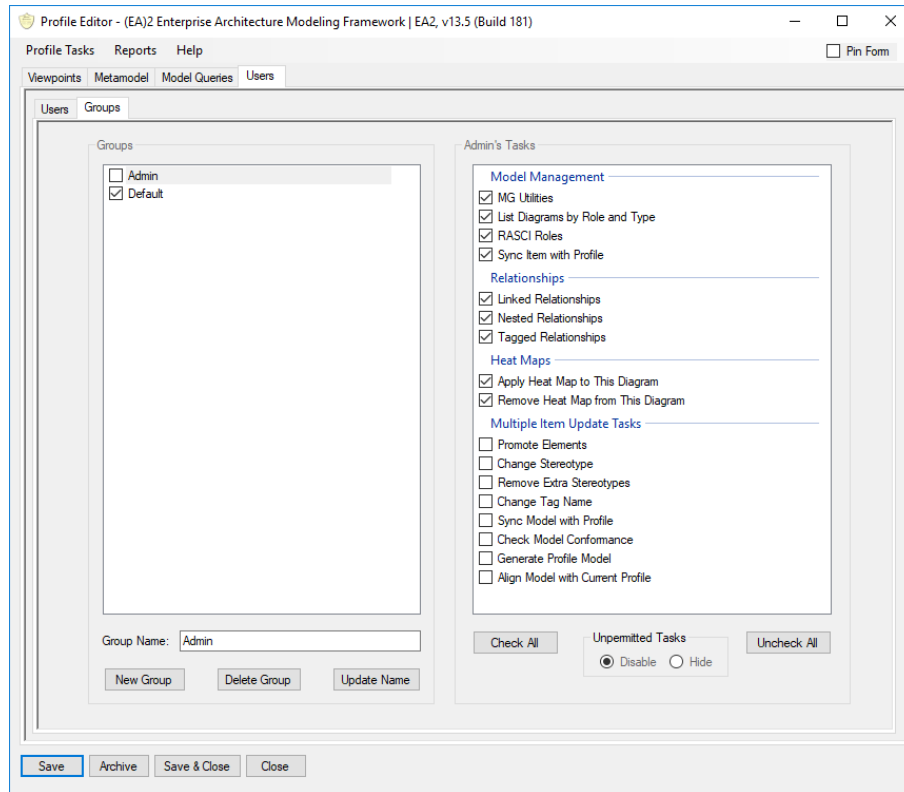 Profile Editor - (EA)2 Enterprise Architecture Modeling Framework | EA2, v13.5 (Build 181)
Profile Tasks Reports Help Pin Form
Viewpoints Metamodel Model Queries Users
Users Groups
Groups
Admin
Default
Group Name: Admin
New Group Delete Group Update Name
Admin's Tasks
Model Management
MG Utilities
List Diagrams by Role and Type
RASCI Roles
Sync Item with Profile
Relationships
Linked Relationships
Nested Relationships
Tagged Relationships
Heat Maps
Apply Heat Map to This Diagram
Remove Heat Map from This Diagram
Multiple Item Update Tasks
Promote Elements
Change Stereotype
Remove Extra Stereotypes
Change Tag Name
Sync Model with Profile
Check Model Conformance
Generate Profile Model
Align Model with Current Profile
Check All Unpermitted Tasks Uncheck All
Disable Hide
Save Archive Save & Close Close